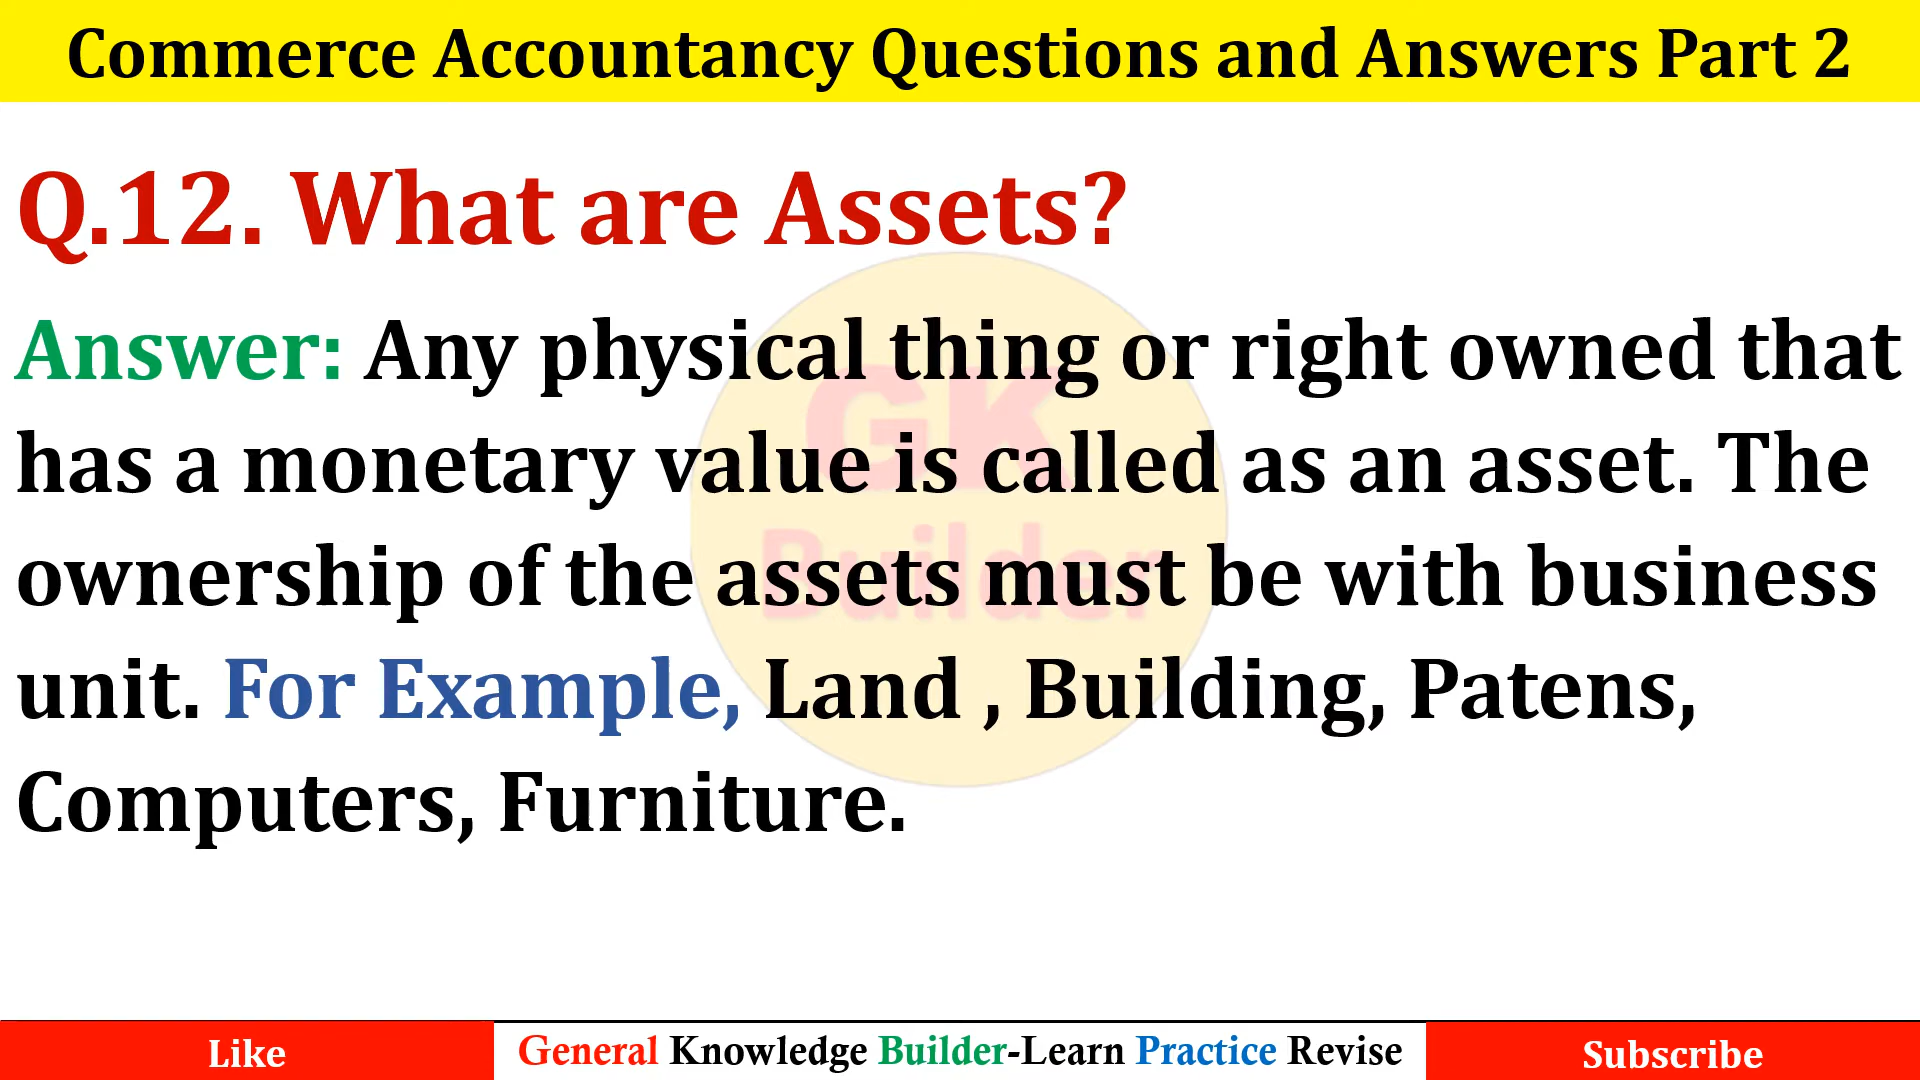 Commerce Accountancy Questions and Answers Part 2
Q.12. What are Assets?
Answer: Any physical thing or right owned that
has a monetary value is called as an asset. The
ownership of the assets must be with business
unit. For Example, Land , Building, Patens,
Computers, Furniture.
GK
Builder
Like
General Knowledge Builder-Learn Practice Revise
Subscribe